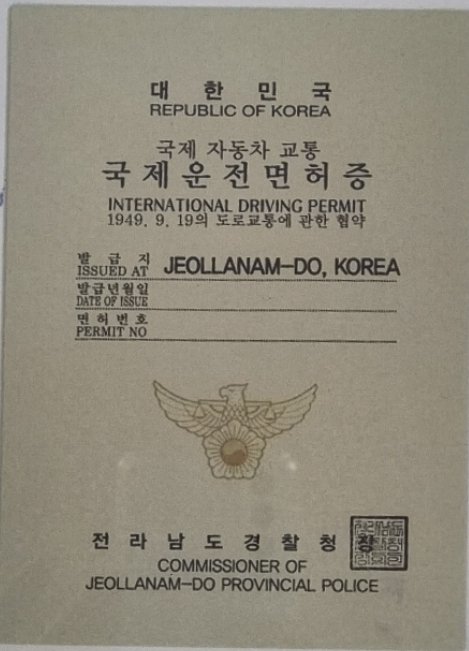 대 한 민 국
REPUBLIC OF KOREA
국제 자동차 교통
국 제 운 전 면 허 증
INTERNATIONAL DRIVING PERMIT
1949. 9. 19의 도로교통에 관한 협약
발 급 지
ISSUED AT JEOLLANAM-DO, KOREA
발급년월일
DATE OF ISSUE
면 허 번 호
PERMIT NO
전 라 남 도 경 찰 청 장
COMMISSIONER OF
JEOLLANAM-DO PROVINCIAL POLICE